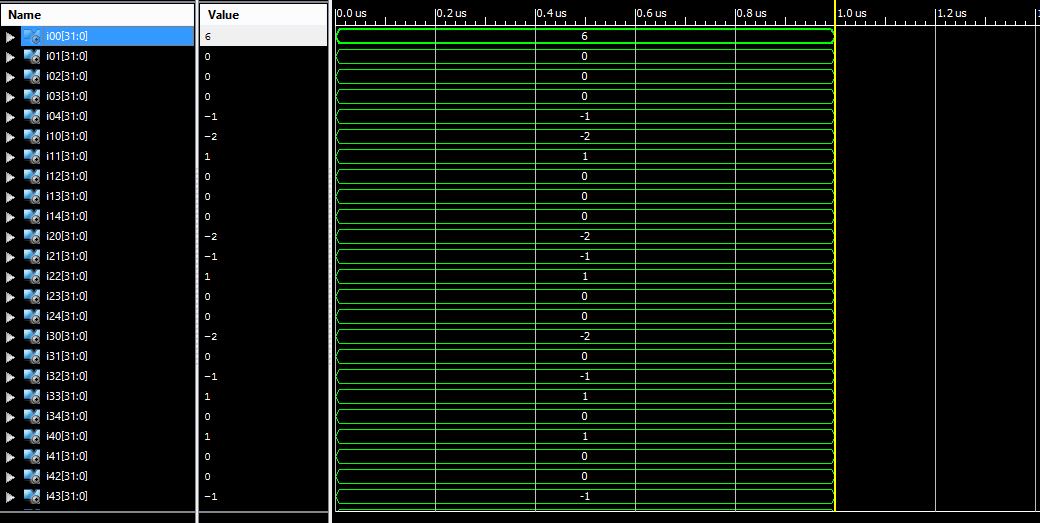 Name Value 0.0 us 0.2 us 0.4 us 0.6 us 0.8 us 1.0 us 1.2 us
i00[31:0] 6 6
i01[31:0] 0 0
i02[31:0] 0 0
i03[31:0] 0 0
i04[31:0] -1 -1
i10[31:0] -2 -2
i11[31:0] 1 1
i12[31:0] 0 0
i13[31:0] 0 0
i14[31:0] 0 0
i20[31:0] -2 -2
i21[31:0] -1 -1
i22[31:0] 1 1
i23[31:0] 0 0
i24[31:0] 0 0
i30[31:0] -2 -2
i31[31:0] 0 0
i32[31:0] -1 -1
i33[31:0] 1 1
i34[31:0] 0 0
i40[31:0] 1 1
i41[31:0] 0 0
i42[31:0] 0 0
i43[31:0] -1 -1